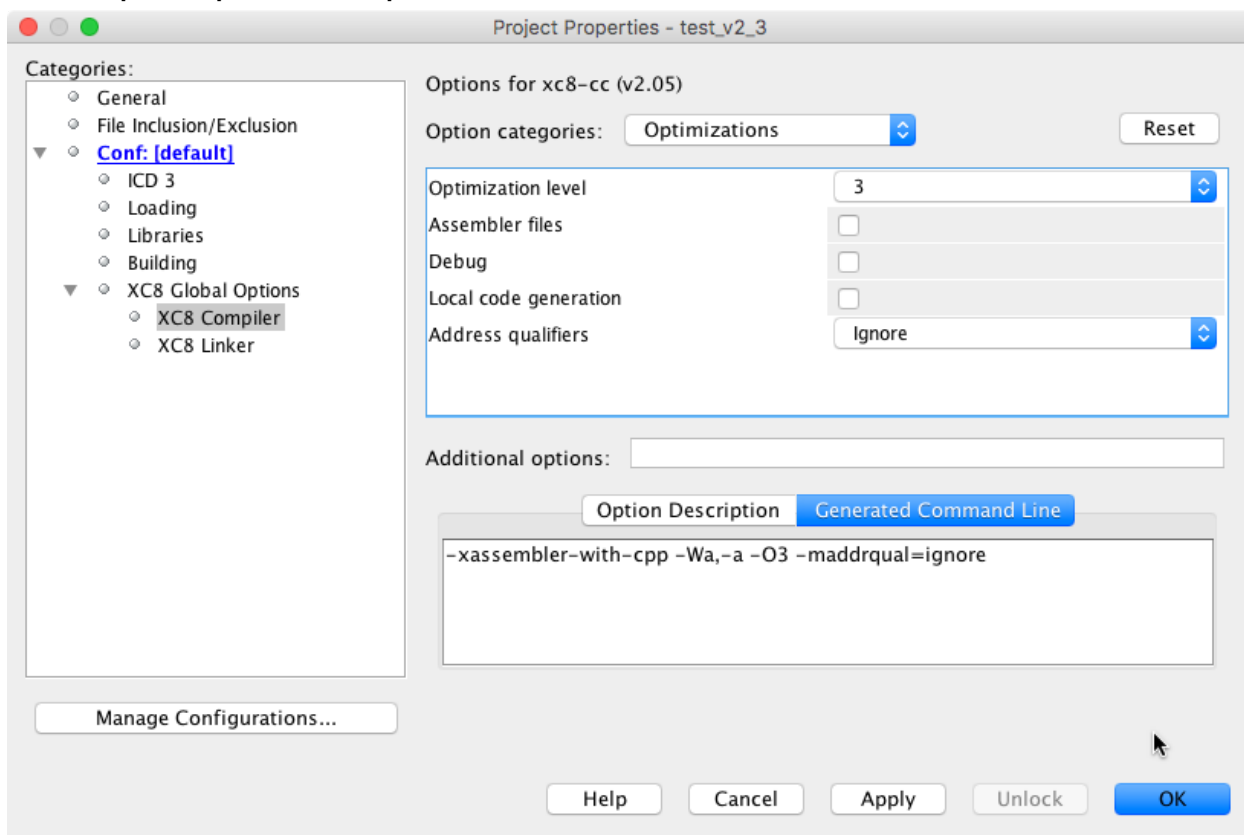 Project Properties - test_v2_3
Categories:
General
File Inclusion/Exclusion
Conf: [default]
ICD 3
Loading
Libraries
Building
XC8 Global Options
XC8 Compiler
XC8 Linker
Manage Configurations...
Options for xc8-cc (v2.05)
Option categories: Optimizations Reset
Optimization level 3
Assembler files
Debug
Local code generation
Address qualifiers Ignore
Additional options:
Option Description Generated Command Line
-xassembler-with-cpp -Wa,-a -O3 -maddrqual=ignore
Help Cancel Apply Unlock OK